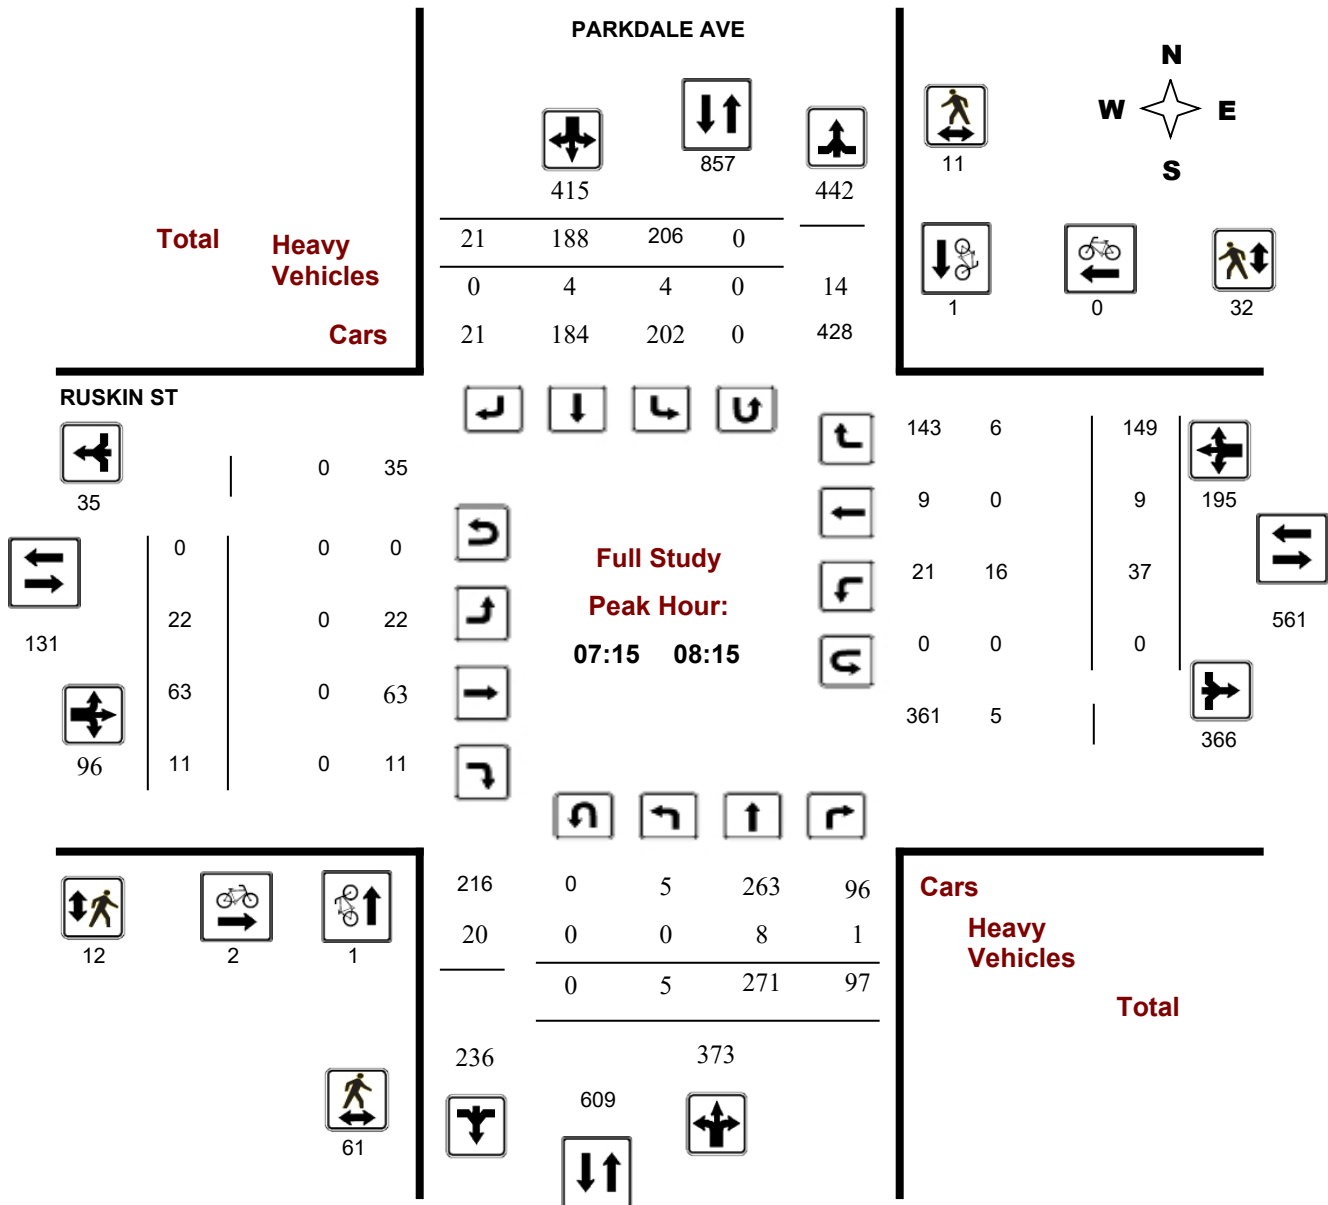 PARKDALE AVE
N
W E
S
857
11
415
442
Total
Heavy
Vehicles
Cars
21 188 206 0
0 4 4 0 14
21 184 202 0 428
1 0 32
RUSKIN ST
35
0 35
0 0 0
22 0 22
63 0 63
11 0 11
131
96
143 6 149
9 0 9
21 16 37
0 0 0
361 5
195
561
366
Full Study
Peak Hour:
07:15 08:15
216 0 5 263 96
20 0 0 8 1
0 5 271 97
236
373
609
12 2 1
61
Cars
Heavy
Vehicles
Total